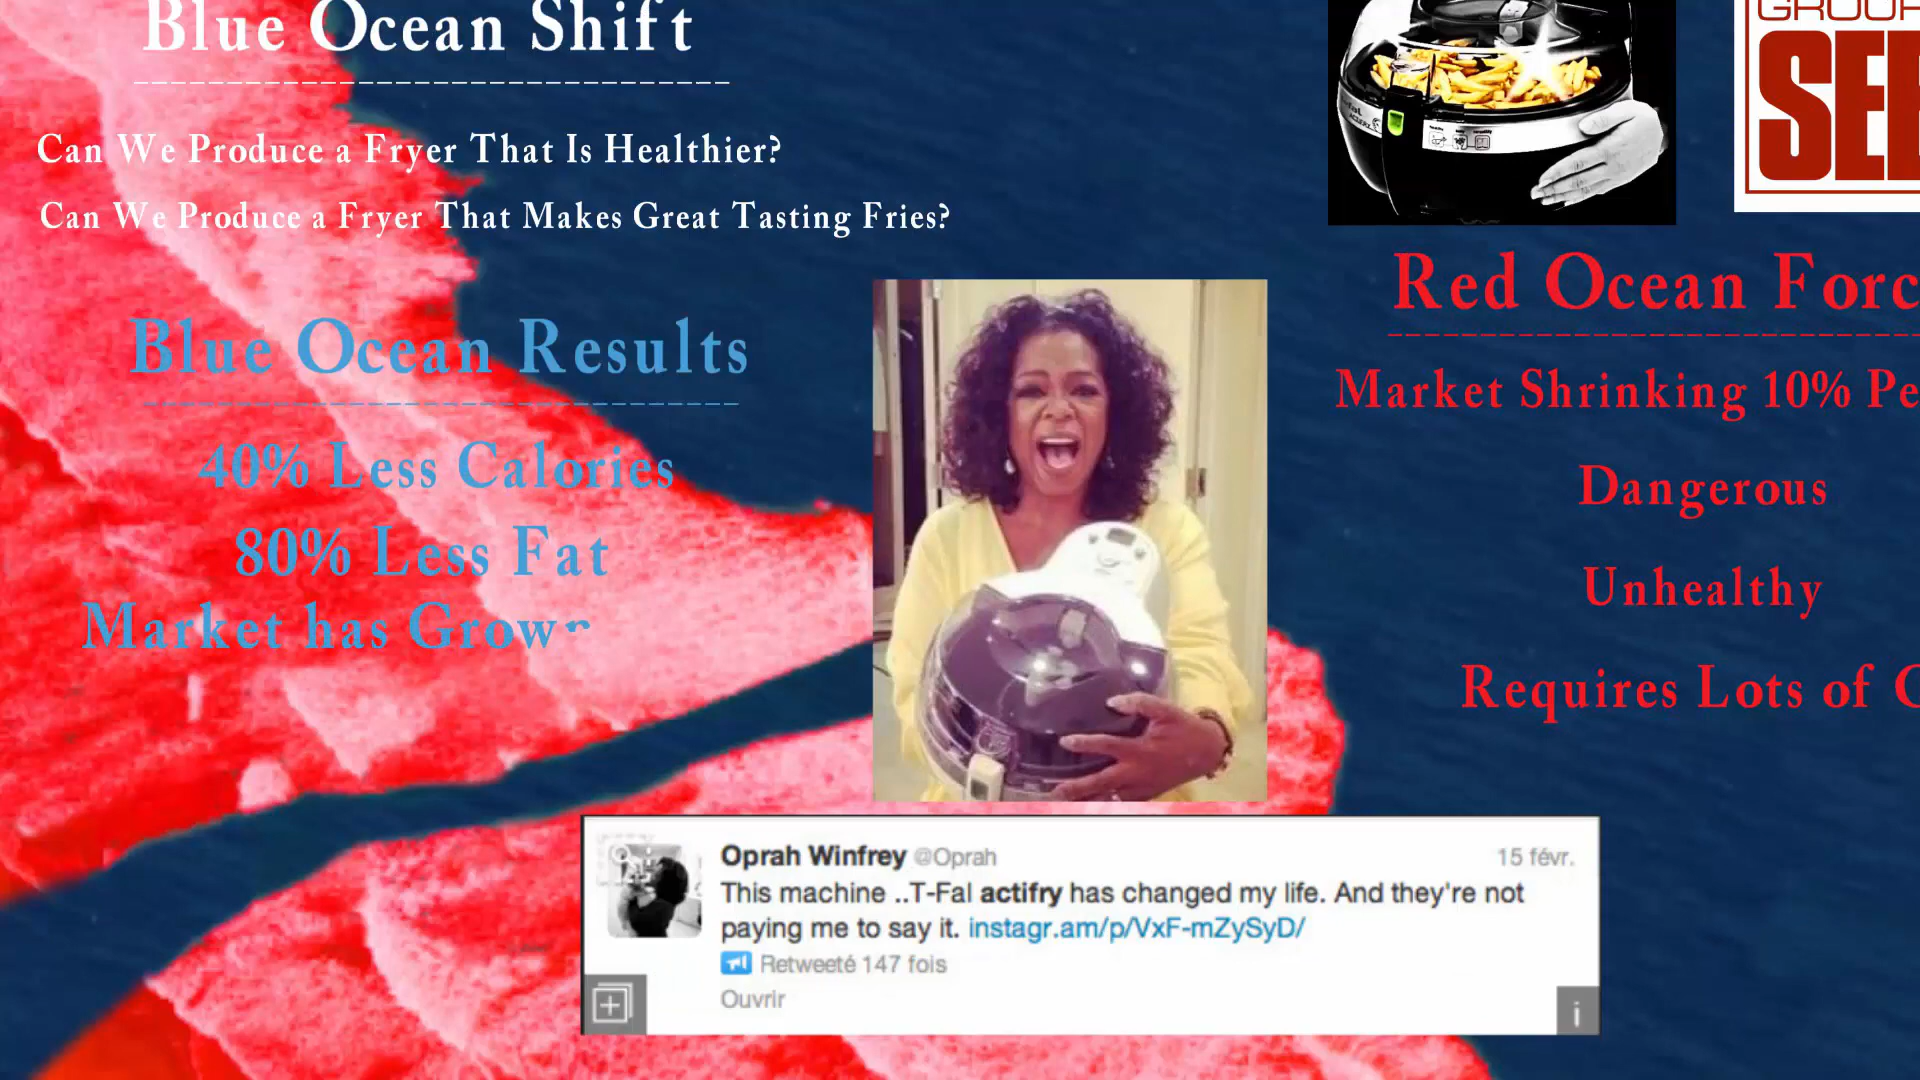 Blue Ocean Shift
Can We Produce a Fryer That Is Healthier?
Can We Produce a Fryer That Makes Great Tasting Fries?
Blue Ocean Results
40% Less Calories
80% Less Fat
Market has Grow
GROUP
SEB
Red Ocean Forc
Market Shrinking 10% Pe
Dangerous
Unhealthy
Requires Lots of
Oprah Winfrey @Oprah 15 févr.
This machine ..T-Fal actifry has changed my life. And they're not
paying me to say it. instagr.am/p/VxF-mZySyD/
Retweeté 147 fois
Ouvrir